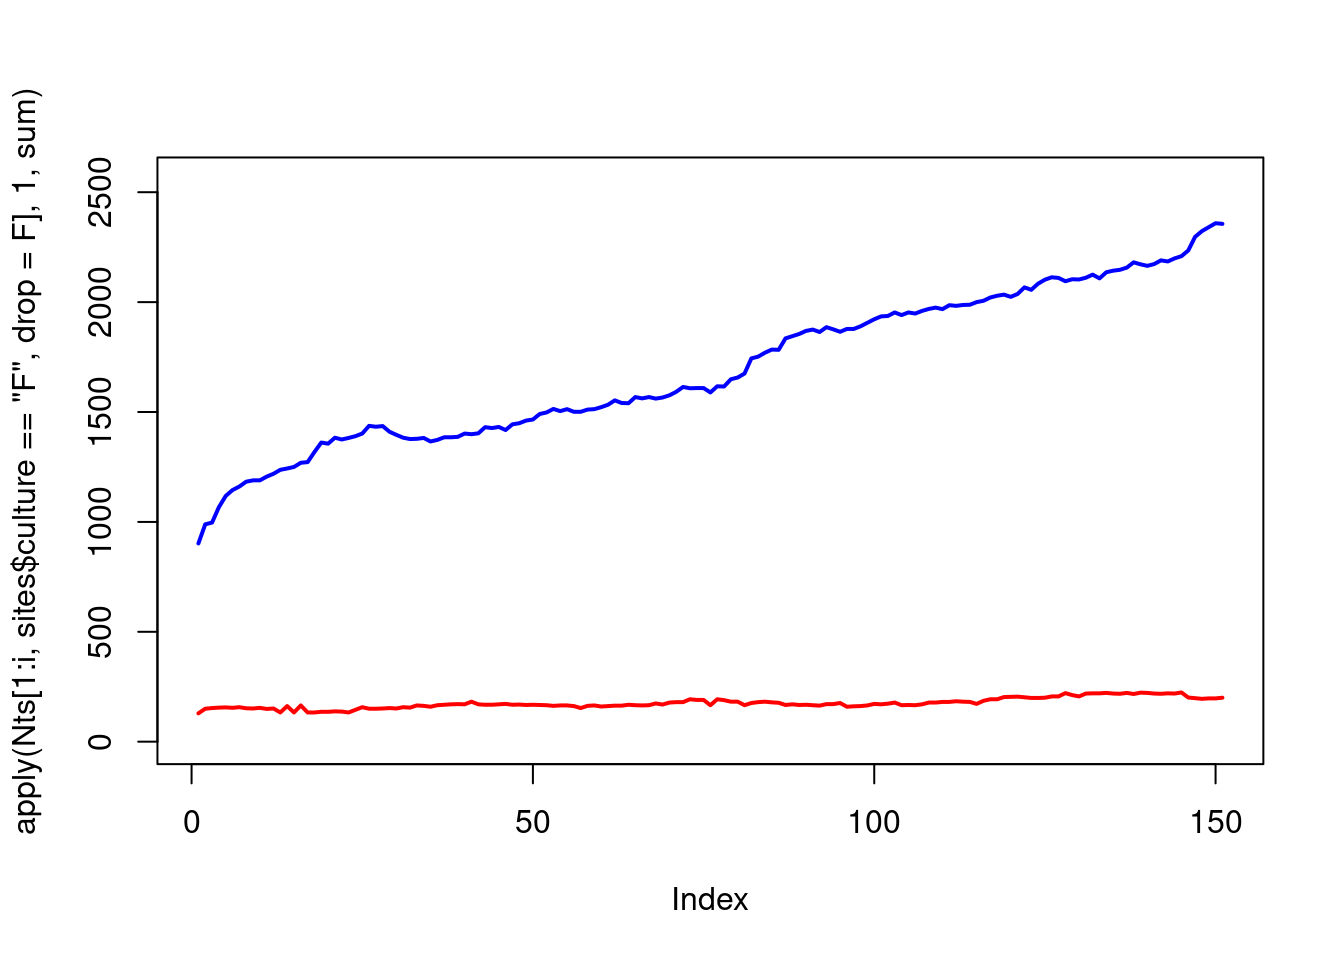 apply(Nts[1:i, sites$culture == "F", drop = F], 1, sum)
2500
2000
1500
1000
500
0
0 50 100 150
Index